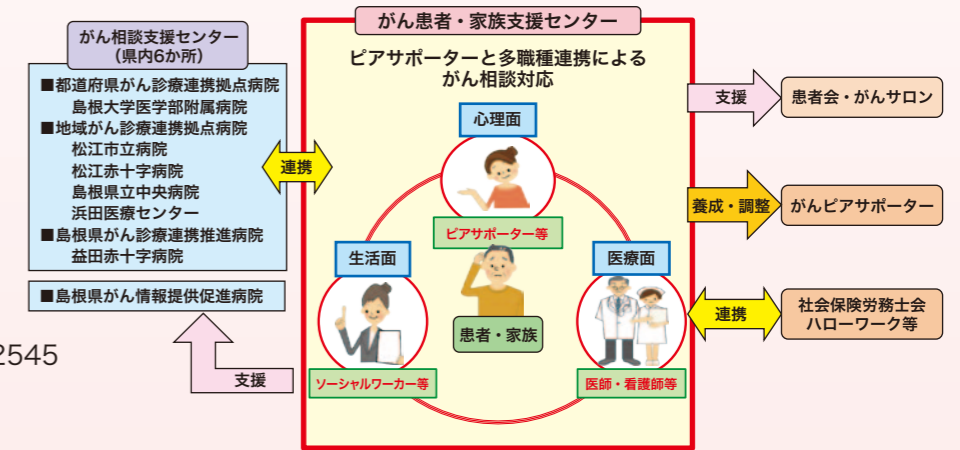 がん相談支援センター
（県内6か所）
■都道府県がん診療連携拠点病院
島根大学医学部附属病院
■地域がん診療連携拠点病院
松江市立病院
松江赤十字病院
島根県立中央病院
浜田医療センター
■島根県がん診療連携推進病院
益田赤十字病院
■島根県がん情報提供促進病院
2545
支援
連携
がん患者・家族支援センター
ピアサポーターと多職種連携による
がん相談対応
心理面
ピアサポーター等
生活面
ソーシャルワーカー等
患者・家族
医療面
医師・看護師等
支援
患者会・がんサロン
養成・調整
がんピアサポーター
連携
社会保険労務士会
ハローワーク等